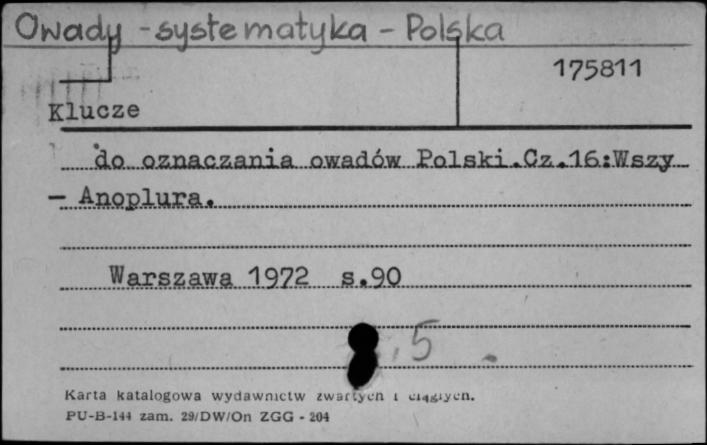 Owady - systematyka - Polska
175811
Klucze
do oznaczania owadów Polski.Cz.16:Wszy
- Anoplura.
Warszawa 1972 s.90
5
Karta katalogowa wydawnictw zwartych i ciągłych.
PU-B-144 zam. 29/DW/On ZGG - 204